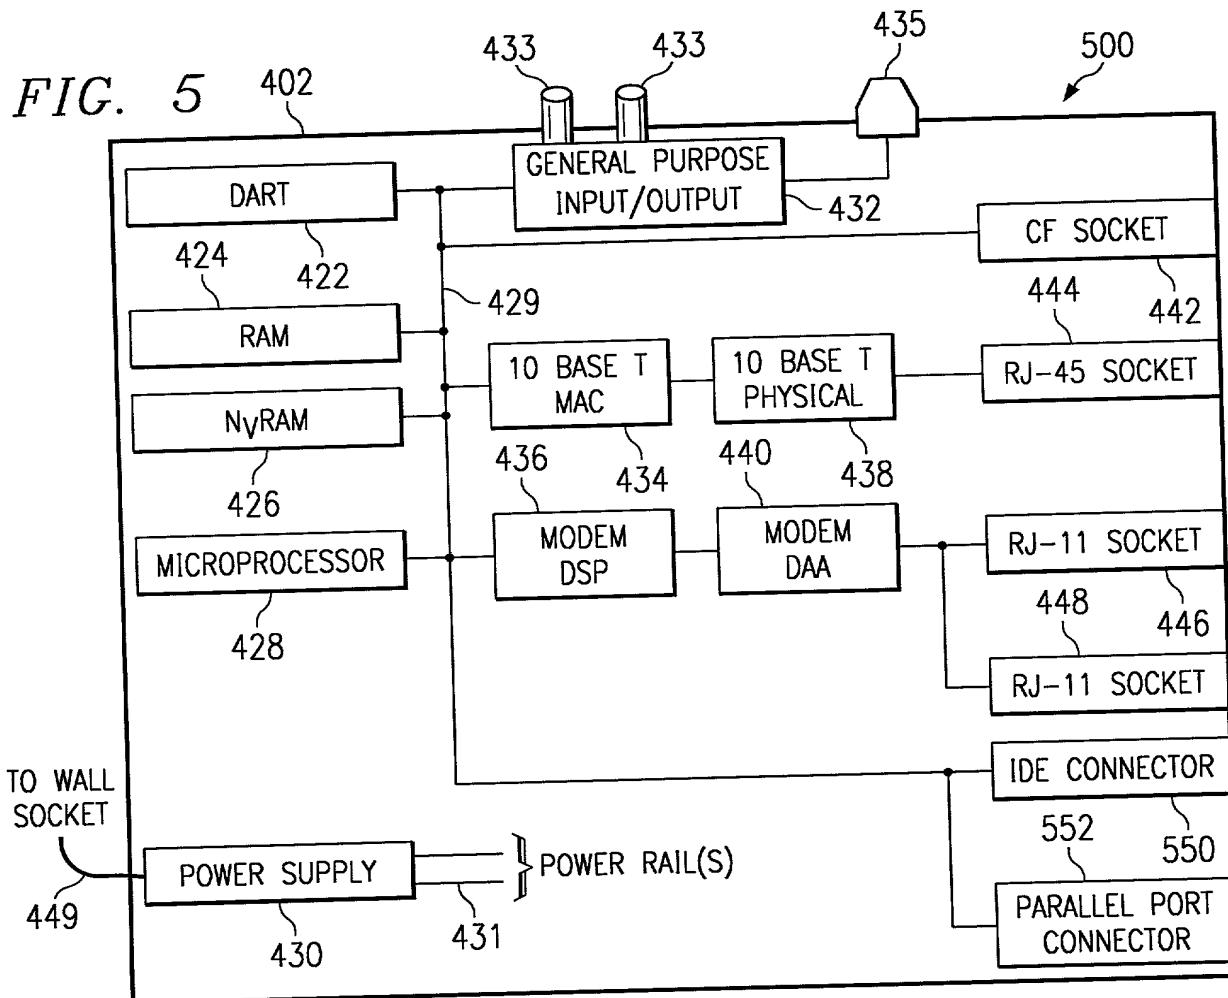 FIG. 5
402
433
433
435
500
DART
422
GENERAL PURPOSE
INPUT/OUTPUT
432
CF SOCKET
442
424
RAM
429
444
10 BASE T
MAC
434
10 BASE T
PHYSICAL
438
RJ-45 SOCKET
NVRAM
426
436
440
MICROPROCESSOR
428
MODEM
DSP
MODEM
DAA
RJ-11 SOCKET
446
448
RJ-11 SOCKET
IDE CONNECTOR
550
TO WALL
SOCKET
449
POWER SUPPLY
430
431
POWER RAIL(S)
552
PARALLEL PORT
CONNECTOR